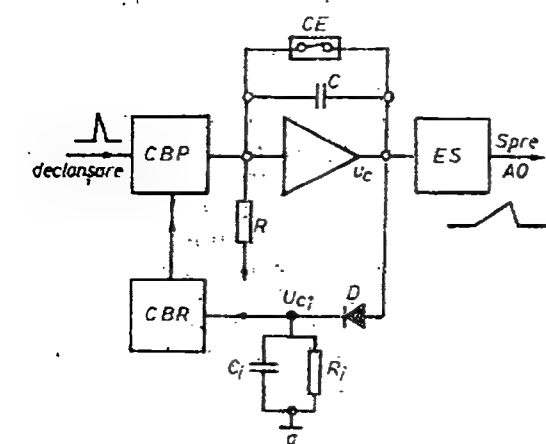 CE
C
declanșare
CBP
u_c
ES
Spre
AO
R
CBR
U_ci
D
C_i
R_i
a